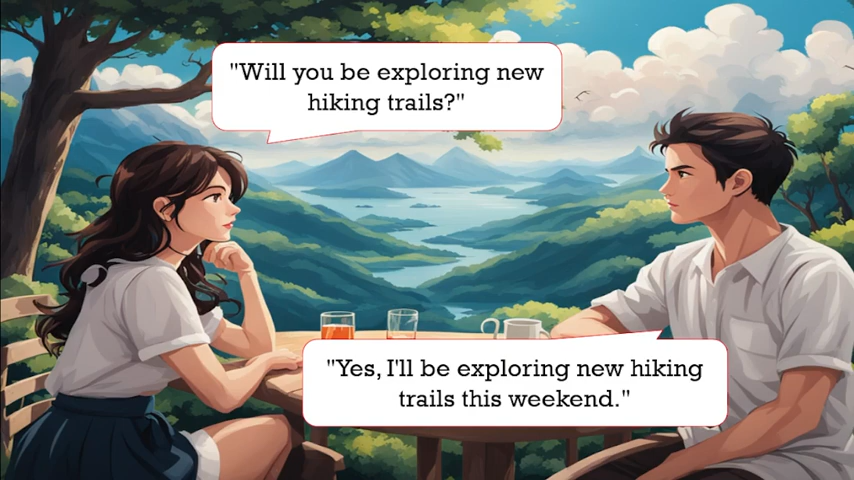 "Will you be exploring new
hiking trails?"
"Yes, I'll be exploring new hiking
trails this weekend."